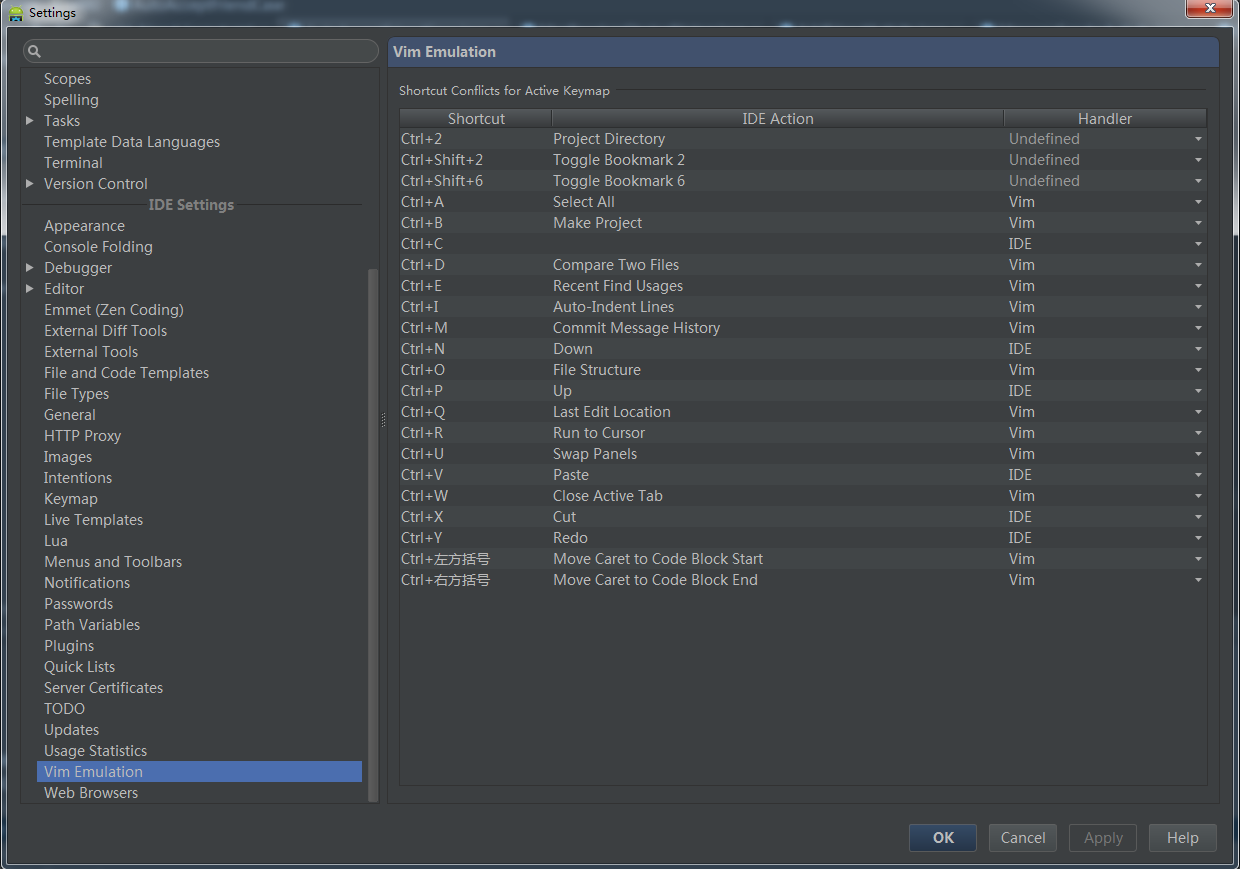 Settings
Scopes
Spelling
Tasks
Template Data Languages
Terminal
Version Control
IDE Settings
Appearance
Console Folding
Debugger
Editor
Emmet (Zen Coding)
External Diff Tools
External Tools
File and Code Templates
File Types
General
HTTP Proxy
Images
Intentions
Keymap
Live Templates
Lua
Menus and Toolbars
Notifications
Passwords
Path Variables
Plugins
Quick Lists
Server Certificates
TODO
Updates
Usage Statistics
Vim Emulation
Web Browsers
Vim Emulation
Shortcut Conflicts for Active Keymap
Shortcut IDE Action Handler
Ctrl+2 Project Directory Undefined
Ctrl+Shift+2 Toggle Bookmark 2 Undefined
Ctrl+Shift+6 Toggle Bookmark 6 Undefined
Ctrl+A Select All Vim
Ctrl+B Make Project Vim
Ctrl+C IDE
Ctrl+D Compare Two Files Vim
Ctrl+E Recent Find Usages Vim
Ctrl+I Auto-Indent Lines Vim
Ctrl+M Commit Message History Vim
Ctrl+N Down IDE
Ctrl+O File Structure Vim
Ctrl+P Up IDE
Ctrl+Q Last Edit Location Vim
Ctrl+R Run to Cursor Vim
Ctrl+U Swap Panels Vim
Ctrl+V Paste IDE
Ctrl+W Close Active Tab Vim
Ctrl+X Cut IDE
Ctrl+Y Redo IDE
Ctrl+左方括号 Move Caret to Code Block Start Vim
Ctrl+右方括号 Move Caret to Code Block End Vim
OK Cancel Apply Help